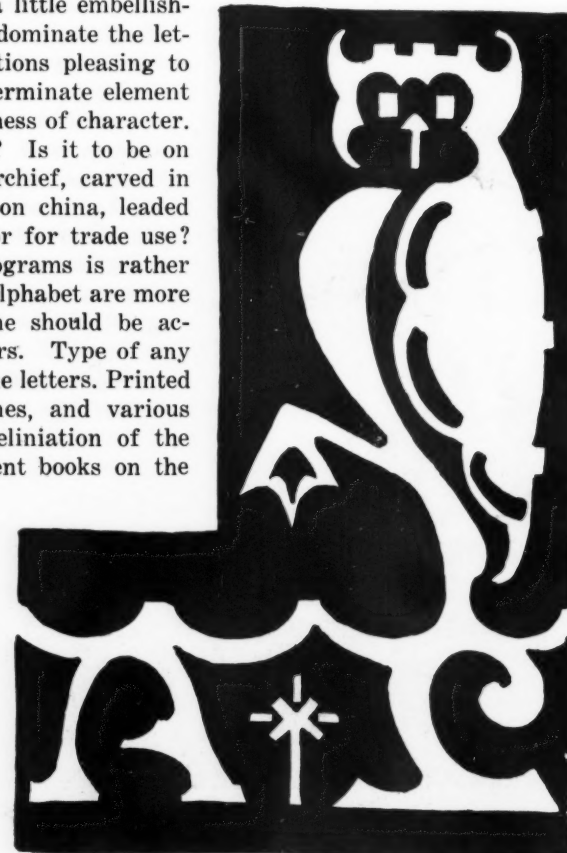 a little embellish-
dominate the let-
tions pleasing to
erminate element
ness of character.
? Is it to be on
rchief, carved in
on china, leaded
r for trade use?
ograms is rather
lphabet are more
ne should be ac-
rs. Type of any
e letters. Printed
nes, and various
eliniation of the
ent books on the